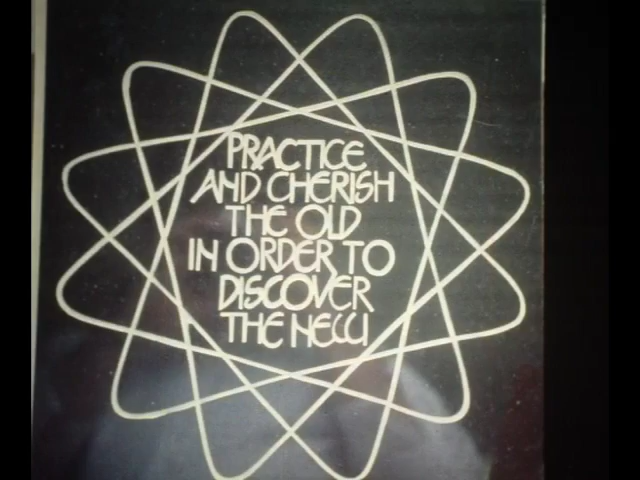 PRACTICE
AND CHERISH
THE OLD
IN ORDER TO
DISCOVER
THE NEW